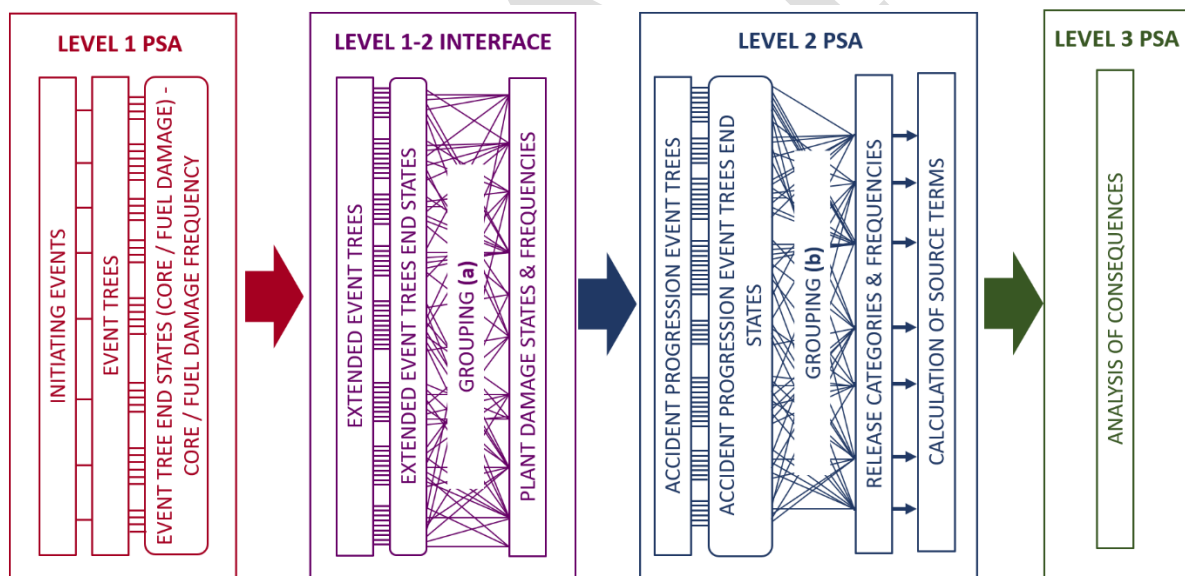 LEVEL 1 PSA
INITIATING EVENTS
EVENT TREES
EVENT TREE END STATES (CORE / FUEL DAMAGE) -
CORE / FUEL DAMAGE FREQUENCY
LEVEL 1-2 INTERFACE
EXTENDED EVENT TREES
EXTENDED EVENT TREES END STATES
GROUPING (a)
PLANT DAMAGE STATES & FREQUENCIES
LEVEL 2 PSA
ACCIDENT PROGRESSION EVENT TREES
ACCIDENT PROGRESSION EVENT TREES END
STATES
GROUPING (b)
RELEASE CATEGORIES & FREQUENCIES
CALCULATION OF SOURCE TERMS
LEVEL 3 PSA
ANALYSIS OF CONSEQUENCES